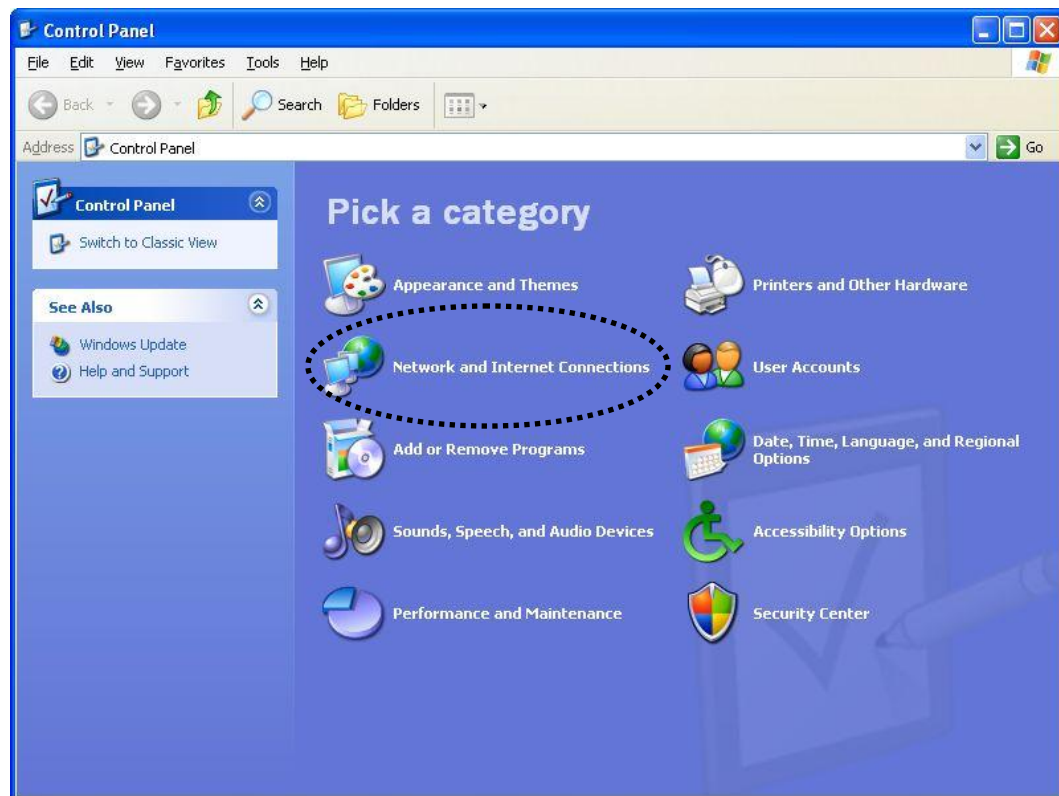 Control Panel
File Edit View Favorites Tools Help
Back Search Folders
Address Control Panel Go
Control Panel
Switch to Classic View
See Also
Windows Update
Help and Support
Pick a category
Appearance and Themes
Printers and Other Hardware
Network and Internet Connections
User Accounts
Add or Remove Programs
Date, Time, Language, and Regional
Options
Sounds, Speech, and Audio Devices
Accessibility Options
Performance and Maintenance
Security Center